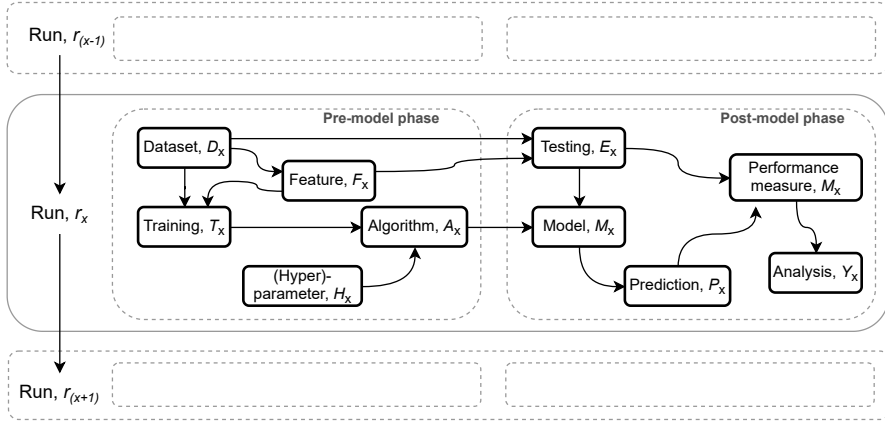 Run, r(x-1)
Pre-model phase
Post-model phase
Dataset, Dx
Testing, Ex
Feature, Fx
Performance
measure, Mx
Run, rx
Training, Tx
Algorithm, Ax
Model, Mx
(Hyper)-
parameter, Hx
Prediction, Px
Analysis, Yx
Run, r(x+1)